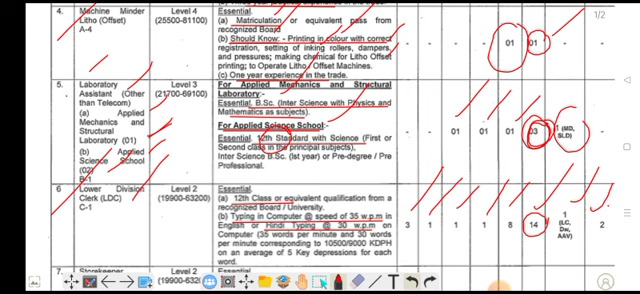 1/2
4. Machine Minder Litho (Offset) A-4
Level 4 (25500-81100)
Essential.
(a) Matriculation or equivalent pass from recognized Board
(b) Should Know: - Printing in colour with correct registration, setting of inking rollers, dampers, and pressures; making chemical for Litho Offset printing; to Operate Litho Offset Machines.
(c) One year experience in the trade.
- - - 01 01 - -
5. Laboratory Assistant (Other than Telecom)
(a) Applied Mechanics and Structural Laboratory (01)
(b) Applied Science School (02)
B-1
Level 3 (21700-69100)
For Applied Mechanics and Structural Laboratory:-
Essential. B.Sc. (Inter Science with Physics and Mathematics as subjects).
For Applied Science School:-
Essential. 12th Standard with Science (First or Second class in the principal subjects),
Inter Science B.Sc. (Ist year) or Pre-degree / Pre Professional.
- - 01 01 01 03 (MD, SLD) -
6 Lower Division Clerk (LDC) C-1
Level 2 (19900-63200)
Essential.
(a) 12th Class or equivalent qualification from a recognized Board / University.
(b) Typing in Computer @ speed of 35 w.p.m in English or Hindi Typing @ 30 w.p.m on Computer (35 words per minute and 30 words per minute corresponding to 10500/9000 KDPH on an average of 5 Key depressions for each word.
3 1 1 1 8 14 1 (LC, Dw, AAV) 2
7. Storekeeper
Level 2
Essential